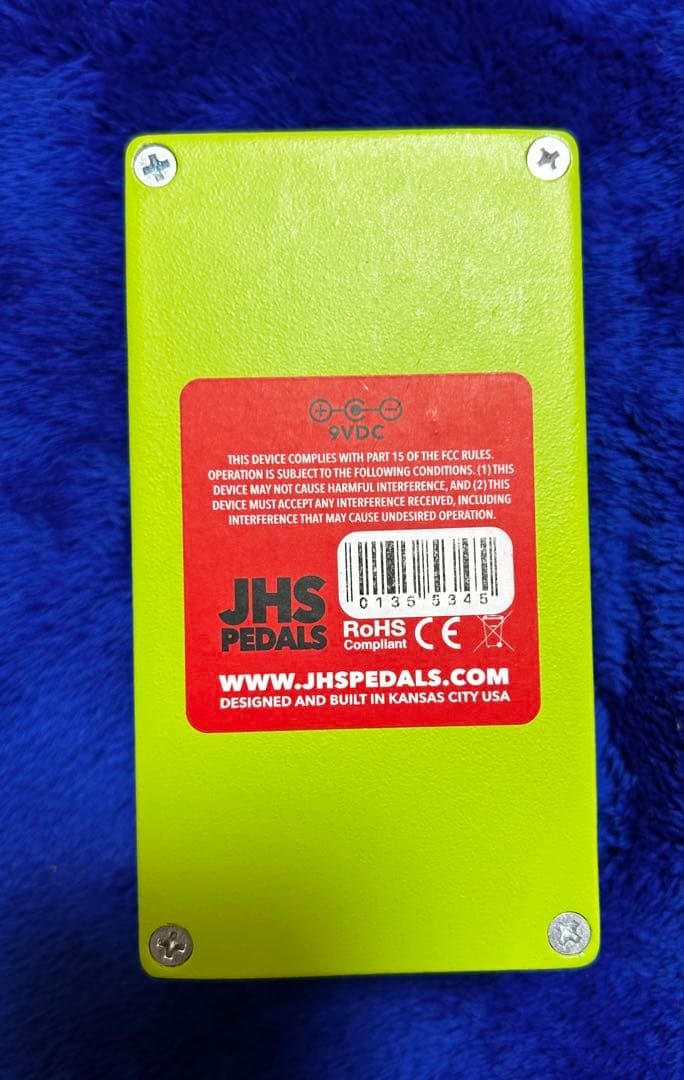 9VDC
THIS DEVICE COMPLIES WITH PART 15 OF THE FCC RULES.
OPERATION IS SUBJECT TO THE FOLLOWING CONDITIONS. (1) THIS
DEVICE MAY NOT CAUSE HARMFUL INTERFERENCE, AND (2) THIS
DEVICE MUST ACCEPT ANY INTERFERENCE RECEIVED, INCLUDING
INTERFERENCE THAT MAY CAUSE UNDESIRED OPERATION.
0135 5345
JHS
PEDALS
RoHS
Compliant
CE
WWW.JHSPEDALS.COM
DESIGNED AND BUILT IN KANSAS CITY USA